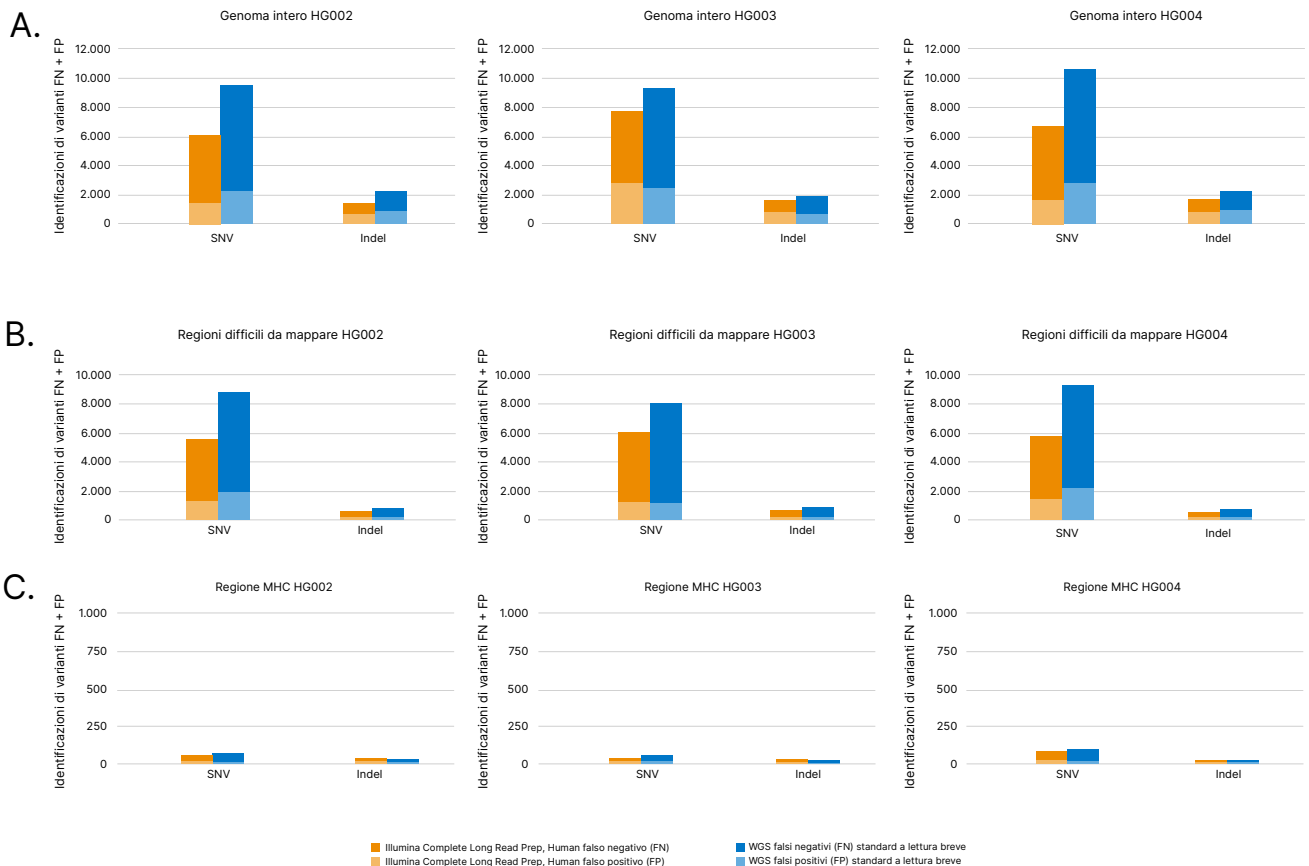 A.
Genoma intero HG002
Identificazioni di varianti FN + FP
12.000
10.000
8.000
6.000
4.000
2.000
0
SNV
Indel
Genoma intero HG003
Identificazioni di varianti FN + FP
12.000
10.000
8.000
6.000
4.000
2.000
0
SNV
Indel
Genoma intero HG004
Identificazioni di varianti FN + FP
12.000
10.000
8.000
6.000
4.000
2.000
0
SNV
Indel
B.
Regioni difficili da mappare HG002
Identificazioni di varianti FN + FP
10.000
8.000
6.000
4.000
2.000
0
SNV
Indel
Regioni difficili da mappare HG003
Identificazioni di varianti FN + FP
10.000
8.000
6.000
4.000
2.000
0
SNV
Indel
Regioni difficili da mappare HG004
Identificazioni di varianti FN + FP
10.000
8.000
6.000
4.000
2.000
0
SNV
Indel
C.
Regione MHC HG002
Identificazioni di varianti FN + FP
1.000
750
500
250
0
SNV
Indel
Regione MHC HG003
Identificazioni di varianti FN + FP
1.000
750
500
250
0
SNV
Indel
Regione MHC HG004
Identificazioni di varianti FN + FP
1.000
750
500
250
0
SNV
Indel
Illumina Complete Long Read Prep, Human falso negativo (FN)
Illumina Complete Long Read Prep, Human falso positivo (FP)
WGS falsi negativi (FN) standard a lettura breve
WGS falsi positivi (FP) standard a lettura breve